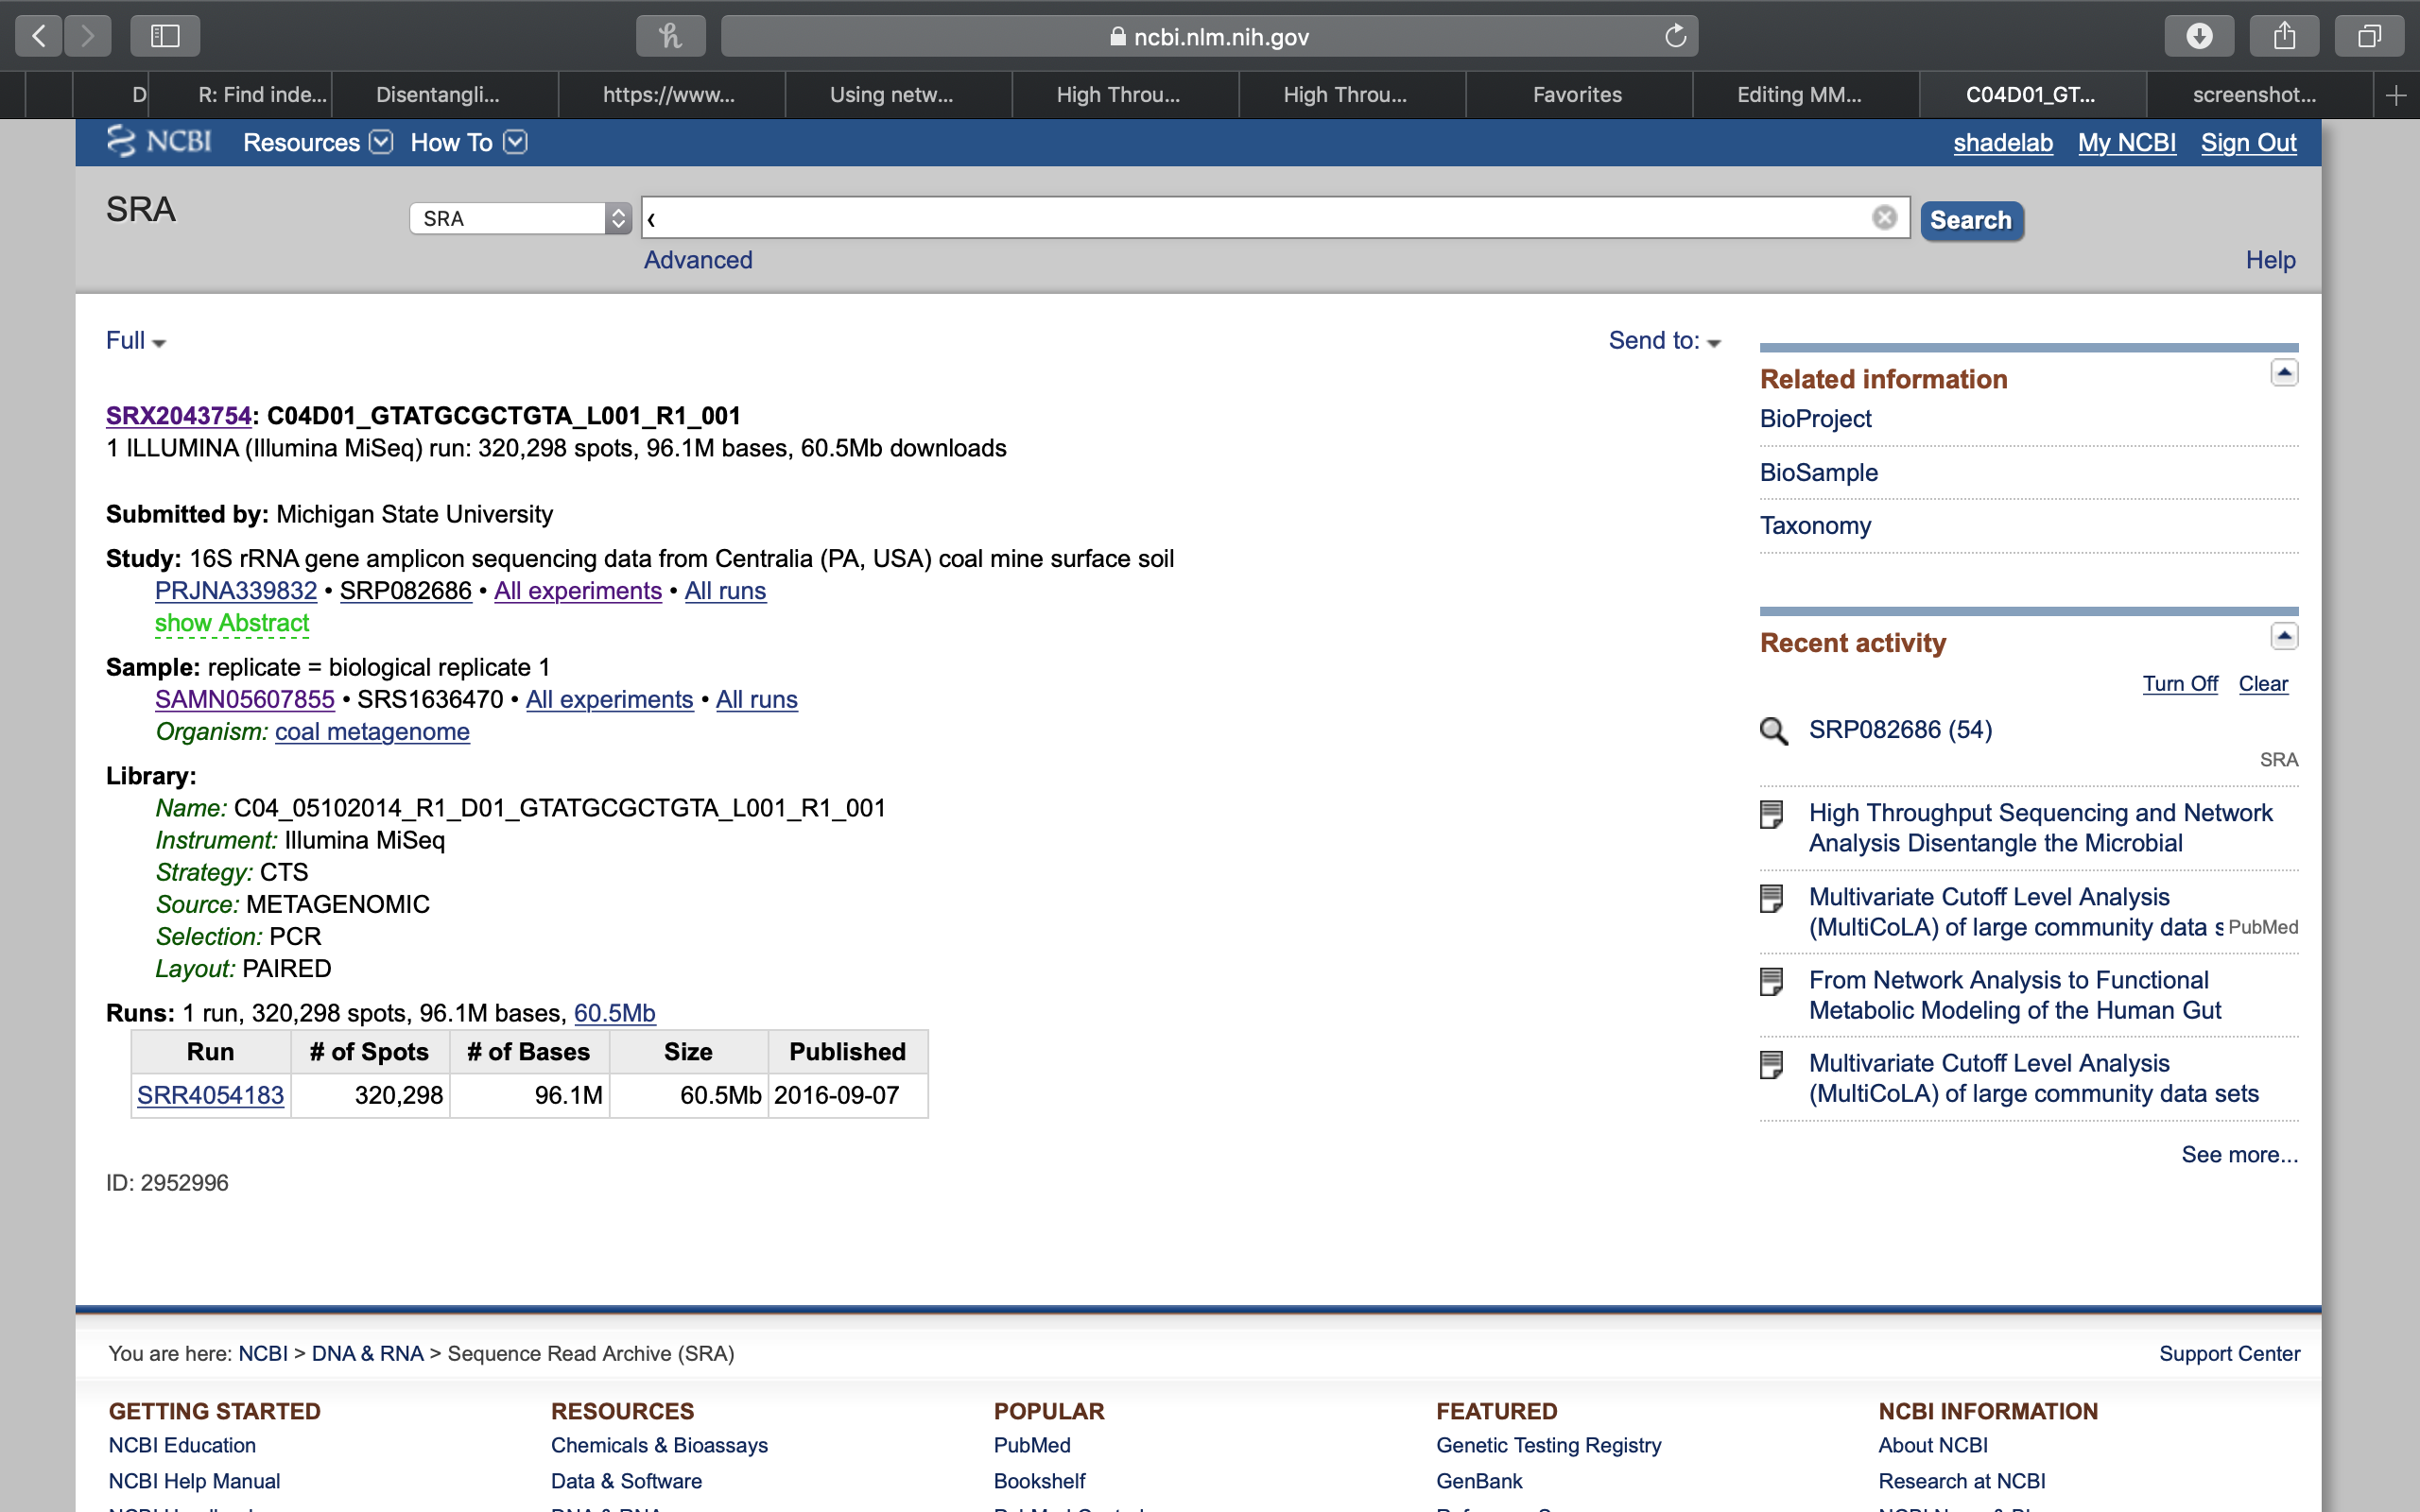 ncbi.nlm.nih.gov
D
R: Find inde...
Disentangli...
https://www...
Using netw...
High Throu...
High Throu...
Favorites
Editing MM...
C04D01_GT...
screenshot...
NCBI Resources How To
shadelab My NCBI Sign Out
SRA
SRA
‹
Search
Advanced
Help
Full
Send to:
SRX2043754: C04D01_GTATGCGCTGTA_L001_R1_001
1 ILLUMINA (Illumina MiSeq) run: 320,298 spots, 96.1M bases, 60.5Mb downloads
Submitted by: Michigan State University
Study: 16S rRNA gene amplicon sequencing data from Centralia (PA, USA) coal mine surface soil
PRJNA339832 • SRP082686 • All experiments • All runs
show Abstract
Sample: replicate = biological replicate 1
SAMN05607855 • SRS1636470 • All experiments • All runs
Organism: coal metagenome
Library:
Name: C04_05102014_R1_D01_GTATGCGCTGTA_L001_R1_001
Instrument: Illumina MiSeq
Strategy: CTS
Source: METAGENOMIC
Selection: PCR
Layout: PAIRED
Runs: 1 run, 320,298 spots, 96.1M bases, 60.5Mb
Run # of Spots # of Bases Size Published
SRR4054183 320,298 96.1M 60.5Mb 2016-09-07
ID: 2952996
Related information
BioProject
BioSample
Taxonomy
Recent activity
Turn Off Clear
SRP082686 (54)
SRA
High Throughput Sequencing and Network
Analysis Disentangle the Microbial
Multivariate Cutoff Level Analysis
(MultiCoLA) of large community data s PubMed
From Network Analysis to Functional
Metabolic Modeling of the Human Gut
Multivariate Cutoff Level Analysis
(MultiCoLA) of large community data sets
See more...
You are here: NCBI > DNA & RNA > Sequence Read Archive (SRA)
Support Center
GETTING STARTED
NCBI Education
NCBI Help Manual
RESOURCES
Chemicals & Bioassays
Data & Software
POPULAR
PubMed
Bookshelf
FEATURED
Genetic Testing Registry
GenBank
NCBI INFORMATION
About NCBI
Research at NCBI